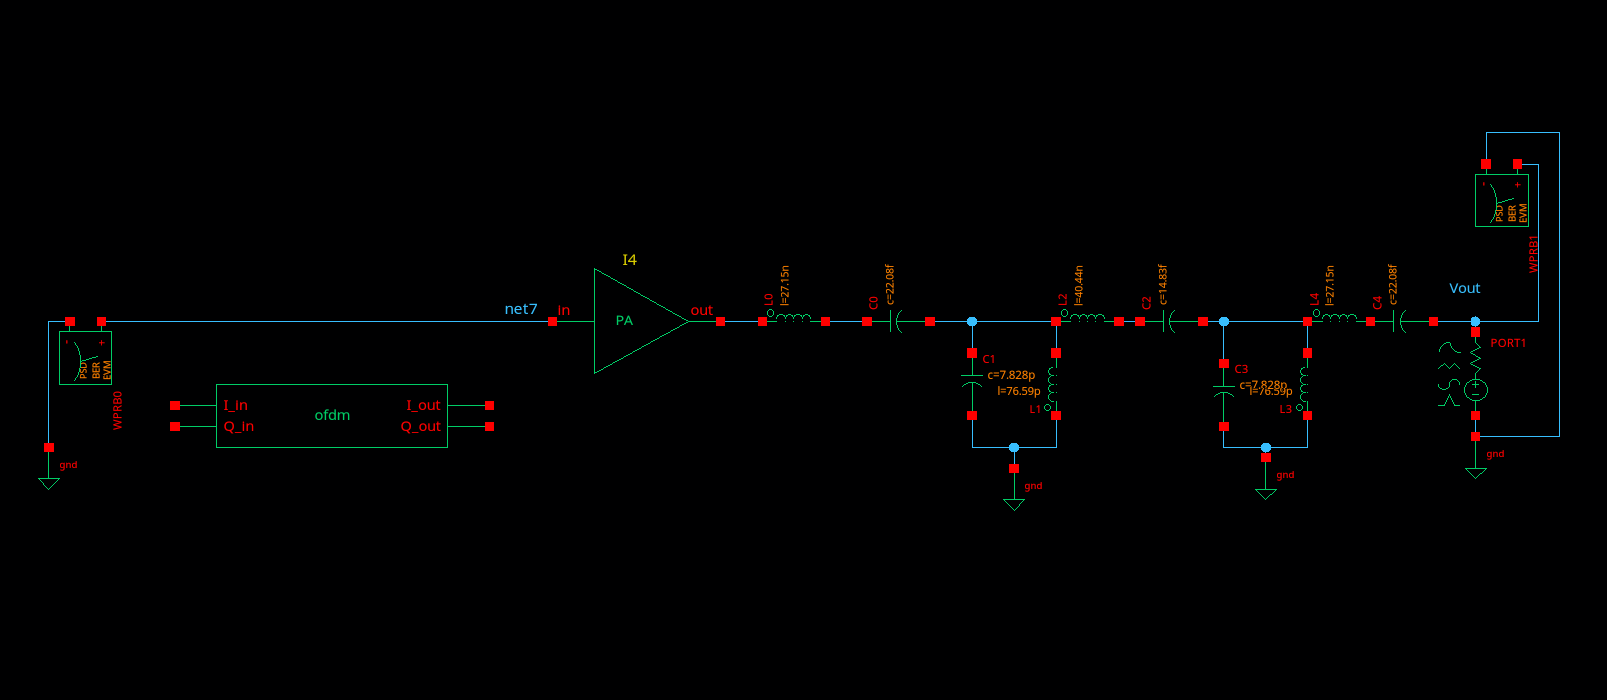 I4
net7
in
PA
out
L0
l=27.15n
C0
c=22.08f
L2
l=40.44n
C2
c=14.83f
L4
l=27.15n
C4
c=22.08f
Vout
PORT1
-
+
PSD
BER
EVM
WPRB1
-
+
PSD
BER
EVM
WPRB0
C1
c=7.828p
l=76.59p
L1
C3
c=7.828p
l=76.59p
L3
I_in
I_out
ofdm
Q_in
Q_out
gnd
gnd
gnd
gnd